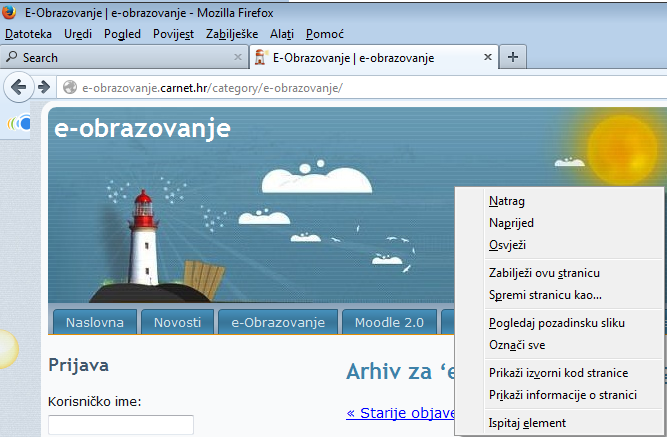 E-Obrazovanje | e-obrazovanje - Mozilla Firefox
Datoteka Uredi Pogled Povijest Zabilješke Alati Pomoć
Search E-Obrazovanje | e-obrazovanje
e-obrazovanje.carnet.hr/category/e-obrazovanje/
e-obrazovanje
Natrag
Naprijed
Osvježi
Zabilježi ovu stranicu
Spremi stranicu kao...
Pogledaj pozadinsku sliku
Označi sve
Prikaži izvorni kod stranice
Prikaži informacije o stranici
Ispitaj element
Naslovna Novosti e-Obrazovanje Moodle 2.0
Prijava
Korisničko ime:
Arhiv za ‘e
« Starije objave